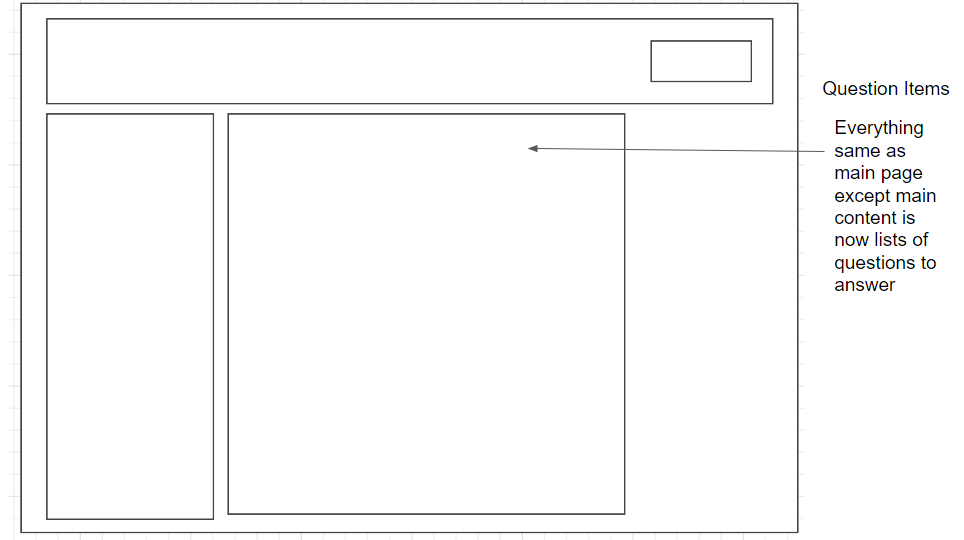 Question Items
Everything
same as
main page
except main
content is
now lists of
questions to
answer